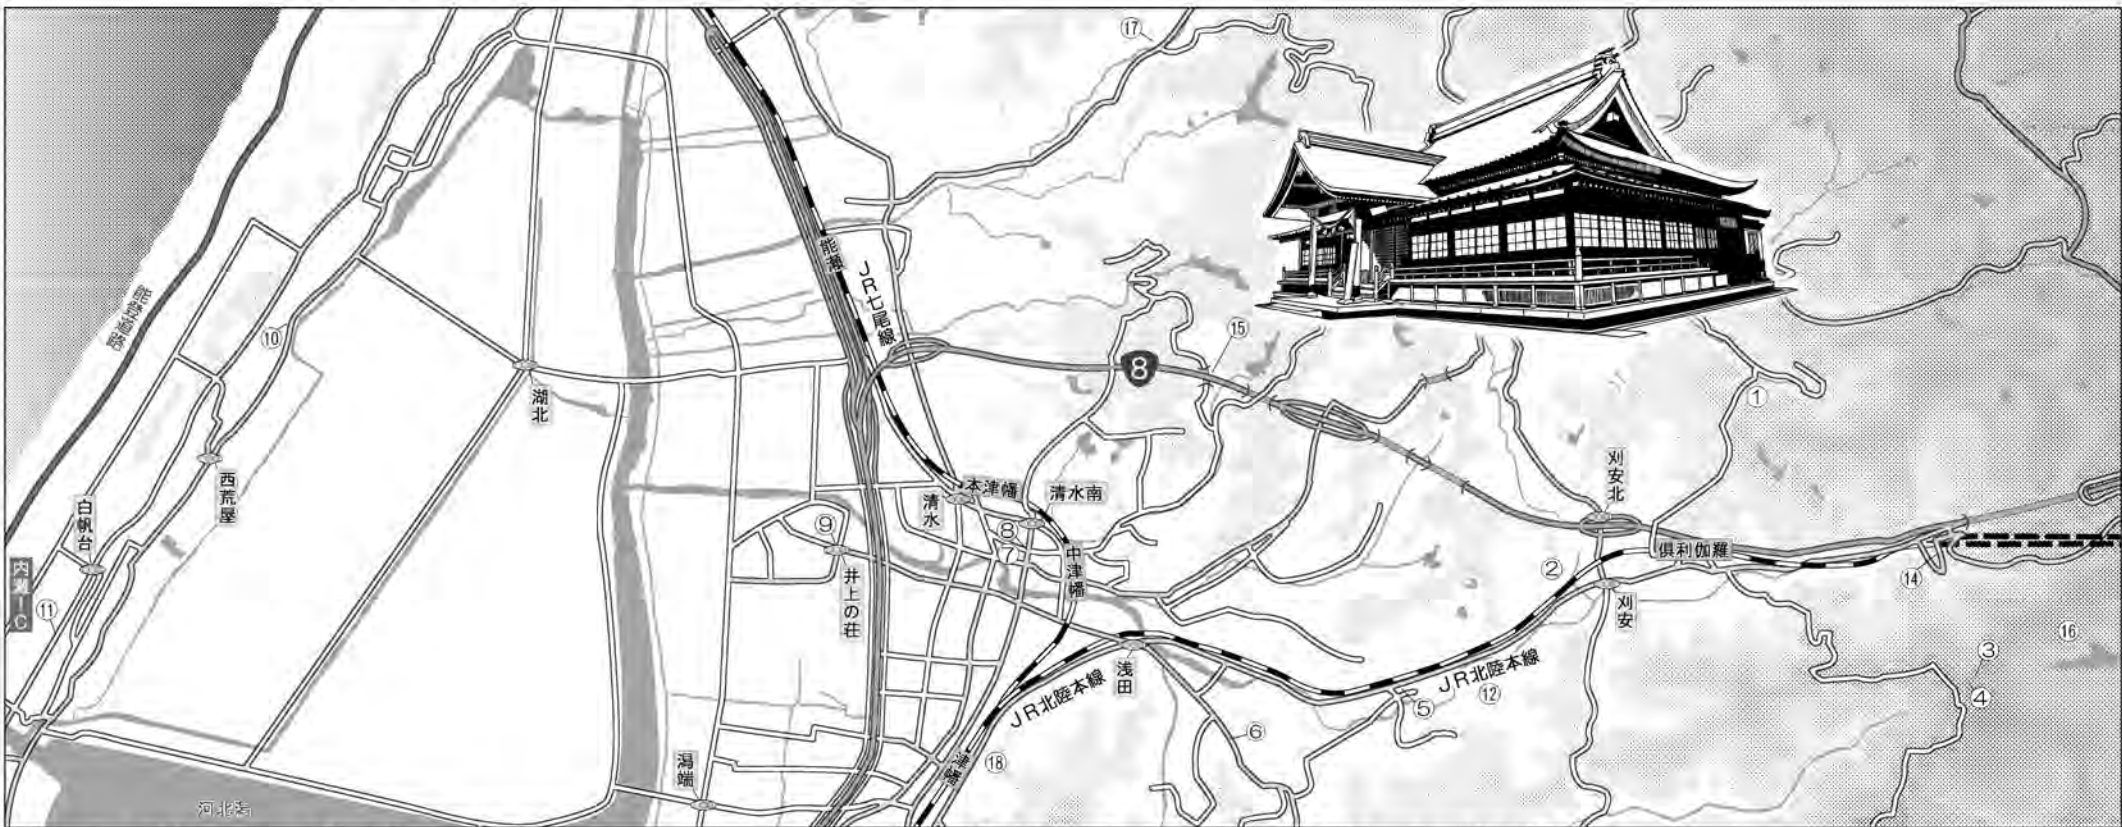 ⑰
能登道路
⑩
能瀬
JR七尾線
⑮
8
①
湖北
西荒屋
白帆台
内灘IC
⑪
本津幡
清水
清水南
⑧
⑨
井上の荘
中津幡
刈安北
倶利伽羅
②
⑭
刈安
⑯
③
④
浅田
JR北陸本線
JR北陸本線
⑫
⑤
⑥
津幡
⑱
潟端
河北潟